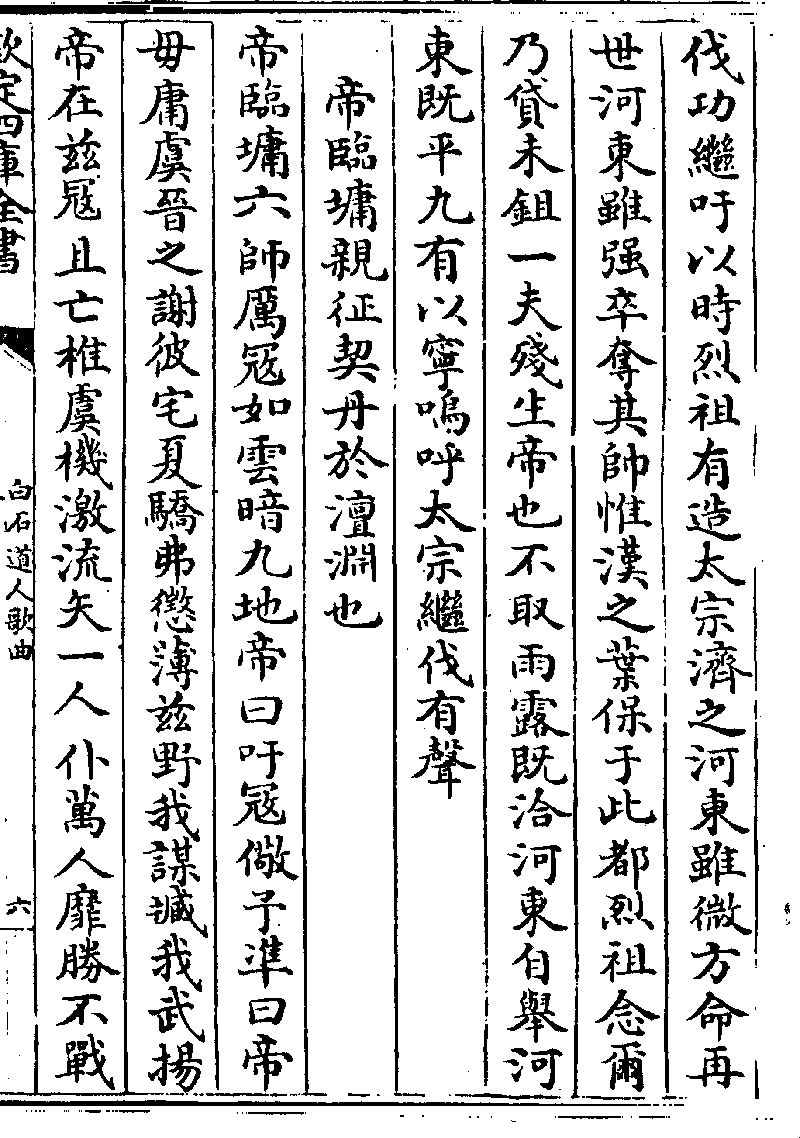 伐功繼吁以時烈祖有造太宗濟之河東雖微方命再
世河東雖强卒奪其帥惟漢之葉保于此都烈祖念爾
乃貸未鉏一夫殘生帝也不取雨露既洽河東自舉河
東既平九有以寧嗚呼太宗繼伐有聲
帝臨墉親征契丹於澶淵也
帝臨墉六師厲冦如雲暗九地帝曰吁冦儆予準曰帝
毋庸虞晉之謝彼宅夏驕弗懲薄兹野我謀臧我武揚
帝在兹冦且亡椎虞機激流矢一人仆萬人靡勝不戰
欽定四庫全書
白石道人歌曲
六